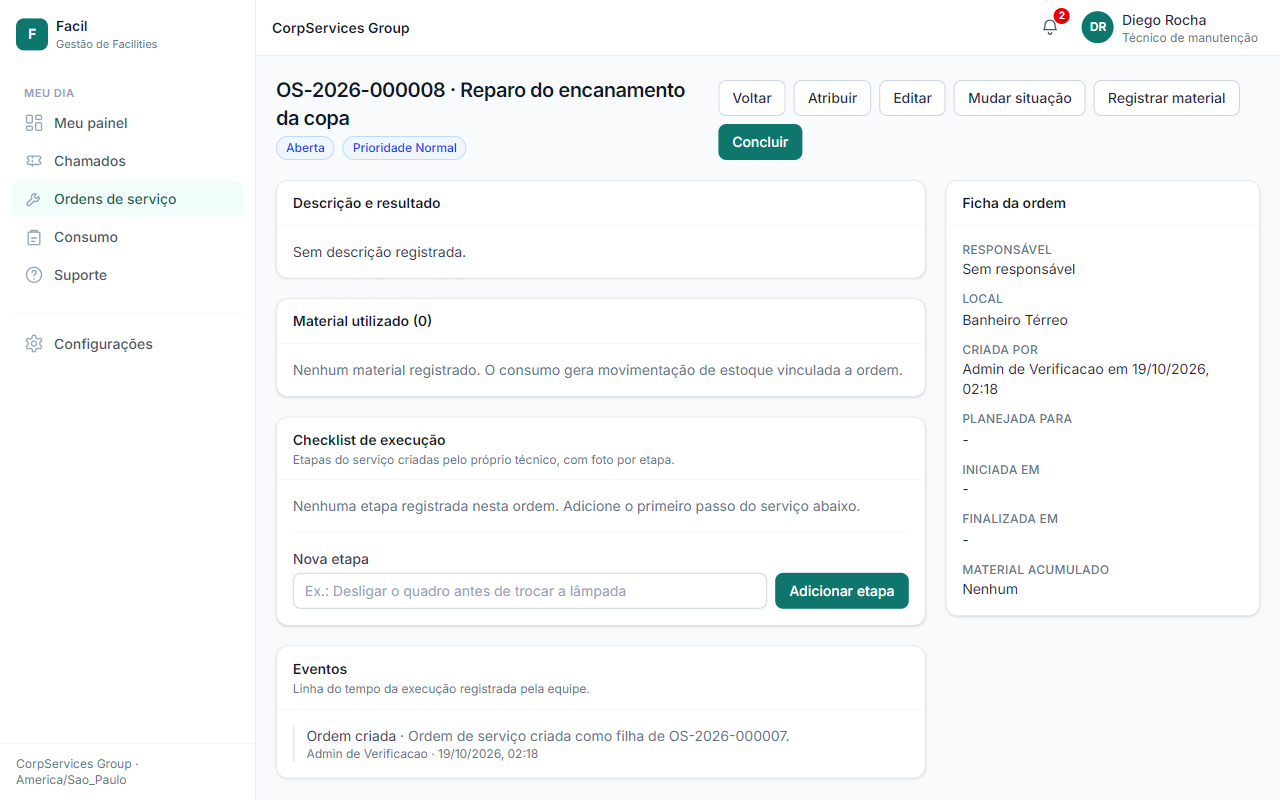 F
Facil
Gestão de Facilities
MEU DIA
Meu painel
Chamados
Ordens de serviço
Consumo
Suporte
Configurações
CorpServices Group ·
America/Sao_Paulo
CorpServices Group
2
DR
Diego Rocha
Técnico de manutenção
OS-2026-000008 · Reparo do encanamento
da copa
Aberta
Prioridade Normal
Voltar
Atribuir
Editar
Mudar situação
Registrar material
Concluir
Descrição e resultado
Sem descrição registrada.
Material utilizado (0)
Nenhum material registrado. O consumo gera movimentação de estoque vinculada a ordem.
Checklist de execução
Etapas do serviço criadas pelo próprio técnico, com foto por etapa.
Nenhuma etapa registrada nesta ordem. Adicione o primeiro passo do serviço abaixo.
Nova etapa
Ex.: Desligar o quadro antes de trocar a lâmpada
Adicionar etapa
Eventos
Linha do tempo da execução registrada pela equipe.
Ordem criada · Ordem de serviço criada como filha de OS-2026-000007.
Admin de Verificacao · 19/10/2026, 02:18
Ficha da ordem
RESPONSÁVEL
Sem responsável
LOCAL
Banheiro Térreo
CRIADA POR
Admin de Verificacao em 19/10/2026,
02:18
PLANEJADA PARA
-
INICIADA EM
-
FINALIZADA EM
-
MATERIAL ACUMULADO
Nenhum